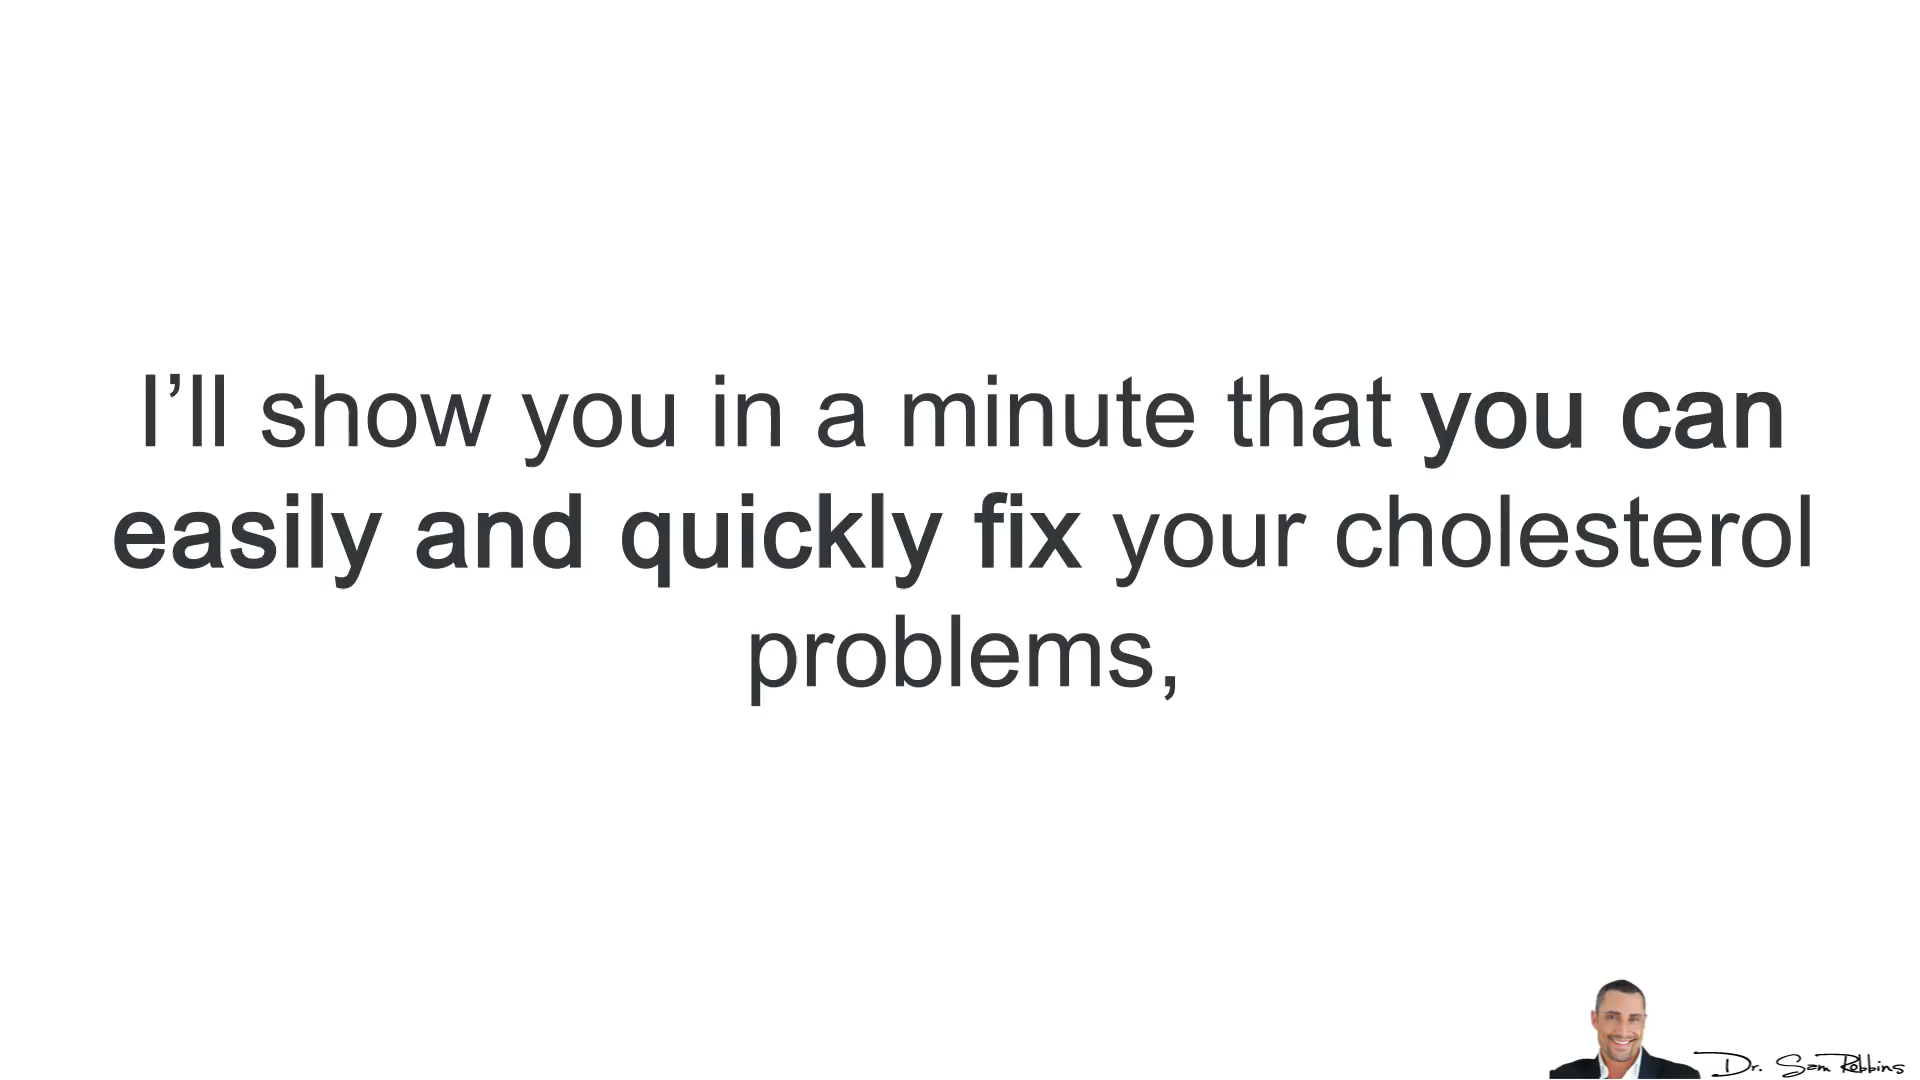 I’ll show you in a minute that you can
easily and quickly fix your cholesterol
problems,
Dr. Sam Robbins